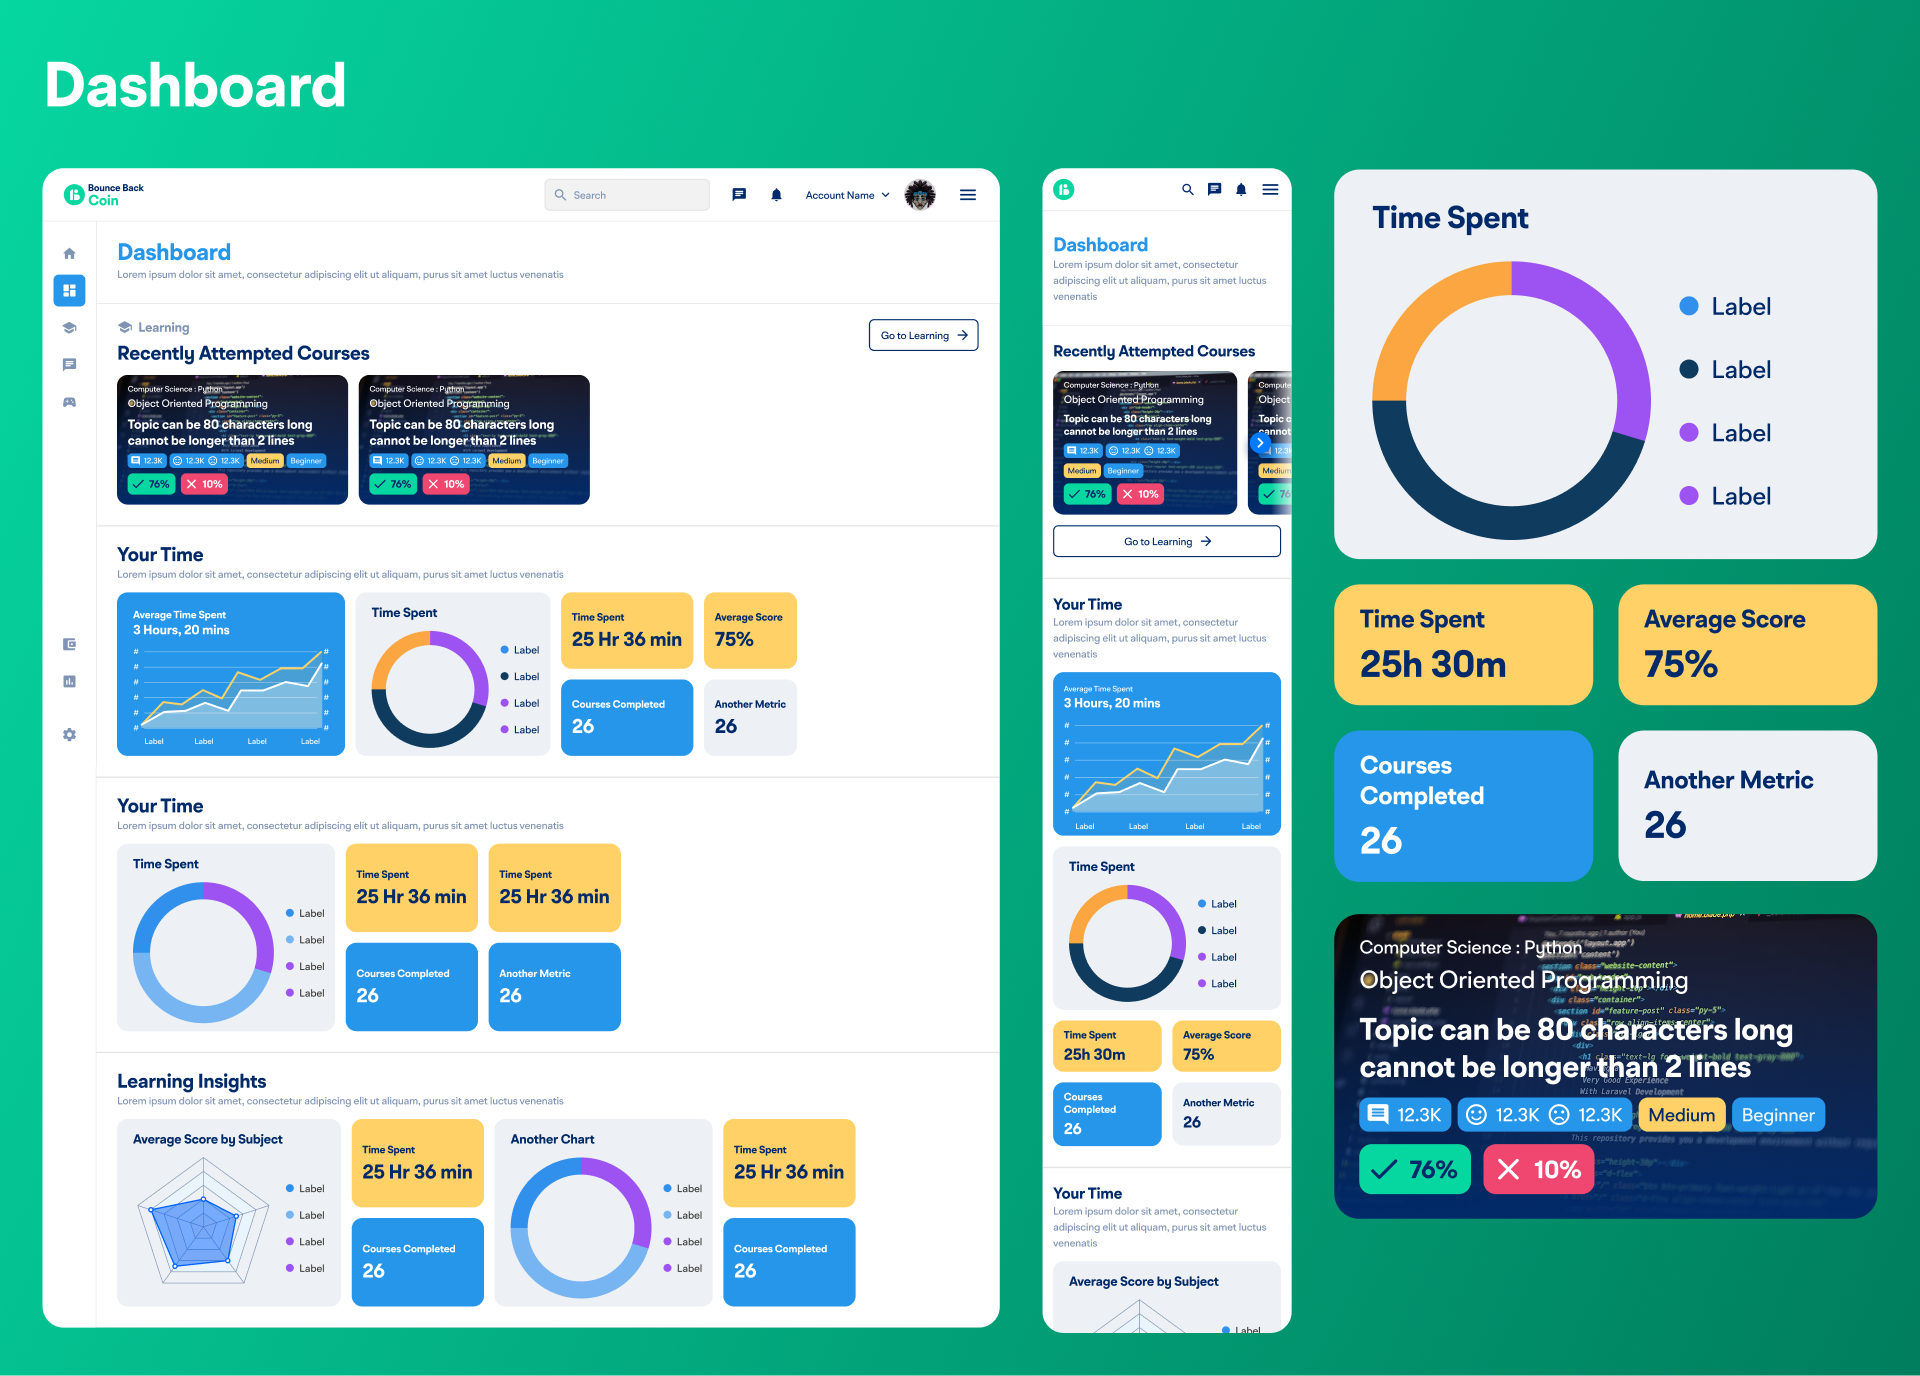 Dashboard
Bounce Back
Coin
Search
Account Name
Dashboard
Lorem ipsum dolor sit amet, consectetur adipiscing elit ut aliquam, purus sit amet luctus venenatis
Learning
Go to Learning
Recently Attempted Courses
Computer Science : Python
Object Oriented Programming
Topic can be 80 characters long
cannot be longer than 2 lines
12.3K 12.3K 12.3K Medium Beginner
76% 10%
Computer Science : Python
Object Oriented Programming
Topic can be 80 characters long
cannot be longer than 2 lines
12.3K 12.3K 12.3K Medium Beginner
76% 10%
Your Time
Lorem ipsum dolor sit amet, consectetur adipiscing elit ut aliquam, purus sit amet luctus venenatis
Average Time Spent
3 Hours, 20 mins
# #
# #
# #
# #
# #
# #
Label Label Label Label
Time Spent
Label
Label
Label
Label
Time Spent
25 Hr 36 min
Average Score
75%
Courses Completed
26
Another Metric
26
Your Time
Lorem ipsum dolor sit amet, consectetur adipiscing elit ut aliquam, purus sit amet luctus venenatis
Time Spent
Label
Label
Label
Label
Time Spent
25 Hr 36 min
Time Spent
25 Hr 36 min
Courses Completed
26
Another Metric
26
Learning Insights
Lorem ipsum dolor sit amet, consectetur adipiscing elit ut aliquam, purus sit amet luctus venenatis
Average Score by Subject
Label
Label
Label
Label
Time Spent
25 Hr 36 min
Courses Completed
26
Another Chart
Label
Label
Label
Label
Time Spent
25 Hr 36 min
Courses Completed
26
Dashboard
Lorem ipsum dolor sit amet, consectetur
adipiscing elit ut aliquam, purus sit amet luctus
venenatis
Recently Attempted Courses
Computer Science : Python
Object Oriented Programming
Topic can be 80 characters long
cannot be longer than 2 lines
12.3K 12.3K 12.3K
Medium Beginner
76% 10%
Go to Learning
Your Time
Lorem ipsum dolor sit amet, consectetur
adipiscing elit ut aliquam, purus sit amet luctus
venenatis
Average Time Spent
3 Hours, 20 mins
# #
# #
# #
# #
# #
# #
Label Label Label Label
Time Spent
Label
Label
Label
Label
Time Spent
25h 30m
Average Score
75%
Courses
Completed
26
Another Metric
26
Your Time
Lorem ipsum dolor sit amet, consectetur
adipiscing elit ut aliquam, purus sit amet luctus
venenatis
Average Score by Subject
Label
Time Spent
Label
Label
Label
Label
Time Spent
25h 30m
Average Score
75%
Courses
Completed
26
Another Metric
26
Computer Science : Python
Object Oriented Programming
Topic can be 80 characters long
cannot be longer than 2 lines
12.3K 12.3K 12.3K Medium Beginner
76% 10%